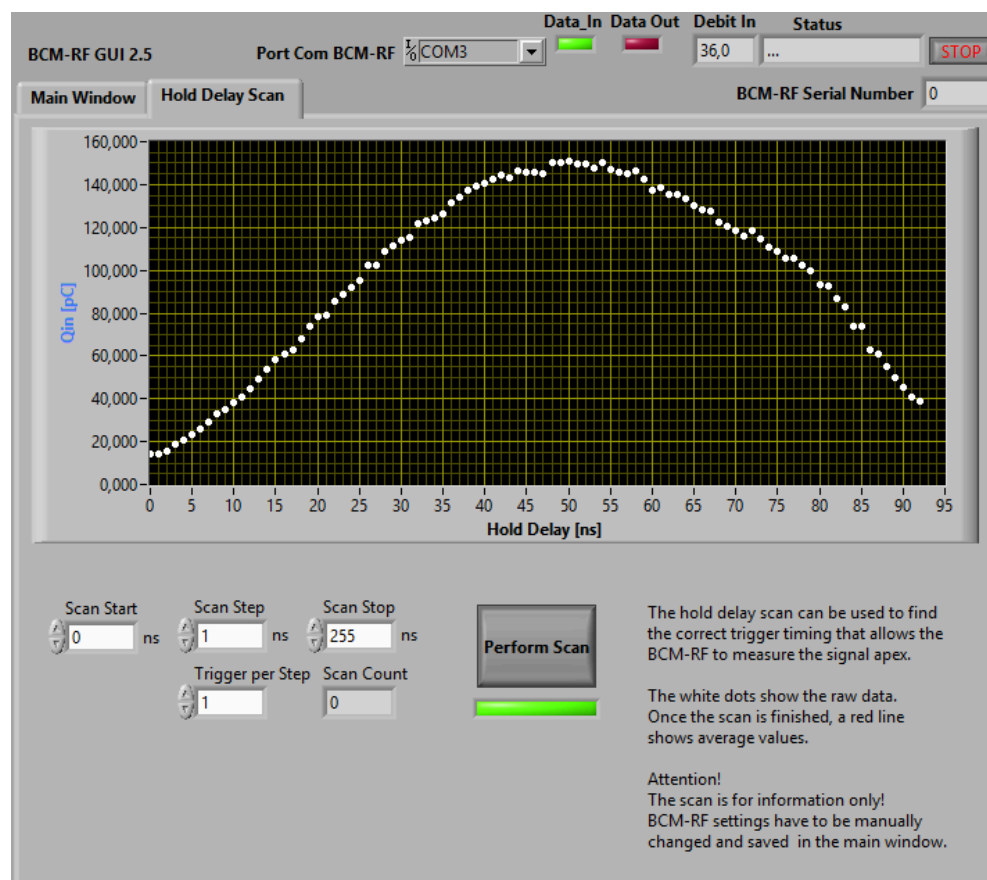 Data_In Data Out Debit In Status
BCM-RF GUI 2.5 Port Com BCM-RF I/O COM3 36,0 ... STOP
Main Window Hold Delay Scan BCM-RF Serial Number 0
160,000
140,000
120,000
100,000
80,000
60,000
40,000
20,000
0,000
Qin [pC]
0 5 10 15 20 25 30 35 40 45 50 55 60 65 70 75 80 85 90 95
Hold Delay [ns]
Scan Start Scan Step Scan Stop
0 ns 1 ns 255 ns
Trigger per Step Scan Count
1 0
Perform Scan
The hold delay scan can be used to find
the correct trigger timing that allows the
BCM-RF to measure the signal apex.
The white dots show the raw data.
Once the scan is finished, a red line
shows average values.
Attention!
The scan is for information only!
BCM-RF settings have to be manually
changed and saved in the main window.